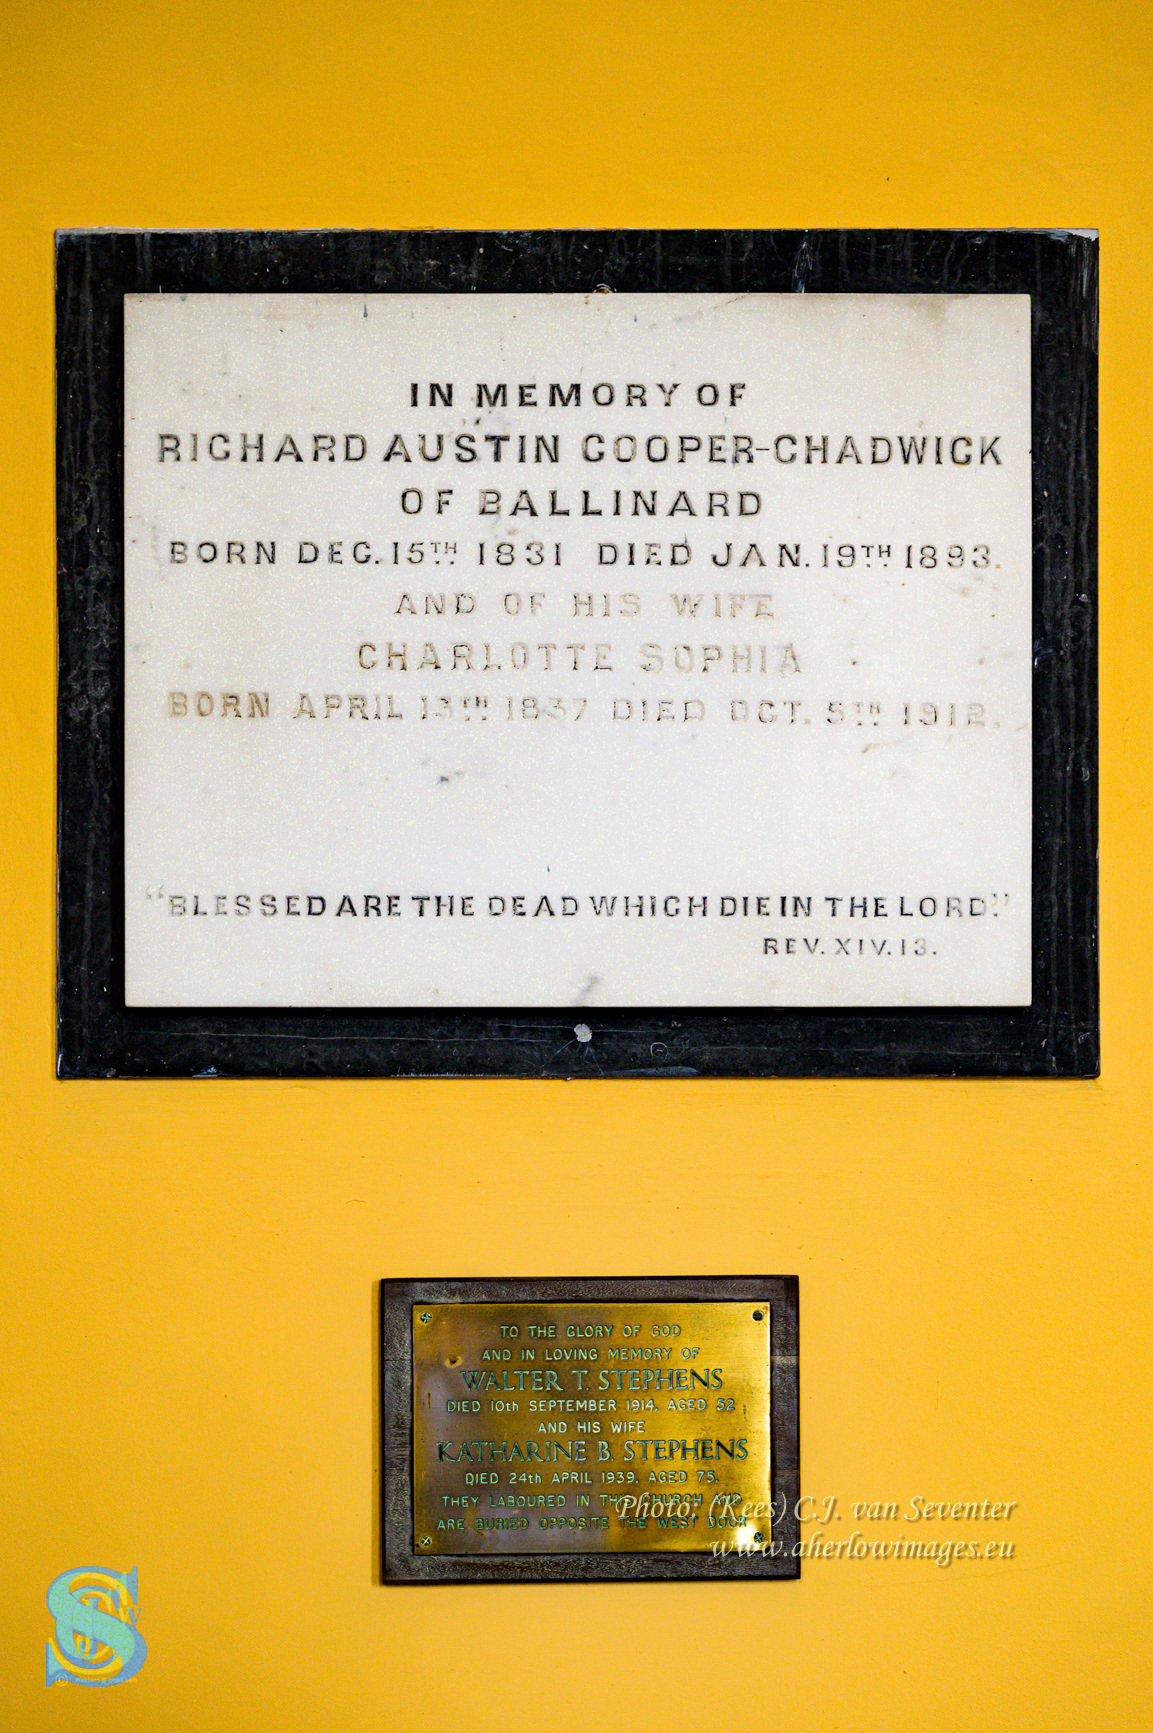 IN MEMORY OF
RICHARD AUSTIN COOPER-CHADWICK
OF BALLINARD
BORN DEC. 15TH 1831 DIED JAN. 19TH 1893.
AND OF HIS WIFE
CHARLOTTE SOPHIA
BORN APRIL 13TH 1837 DIED OCT. 5TH 1912.
"BLESSED ARE THE DEAD WHICH DIE IN THE LORD."
REV. XIV. 13.
TO THE GLORY OF GOD
AND IN LOVING MEMORY OF
WALTER T. STEPHENS
DIED 10th SEPTEMBER 1914, AGED 52
AND HIS WIFE
KATHARINE B. STEPHENS
DIED 24th APRIL 1939, AGED 75.
THEY LABOURED IN THIS CHURCH AND
ARE BURIED OPPOSITE THE WEST DOOR
Photo: (Kees) C.J. van Seventer
www.aherlowimages.eu